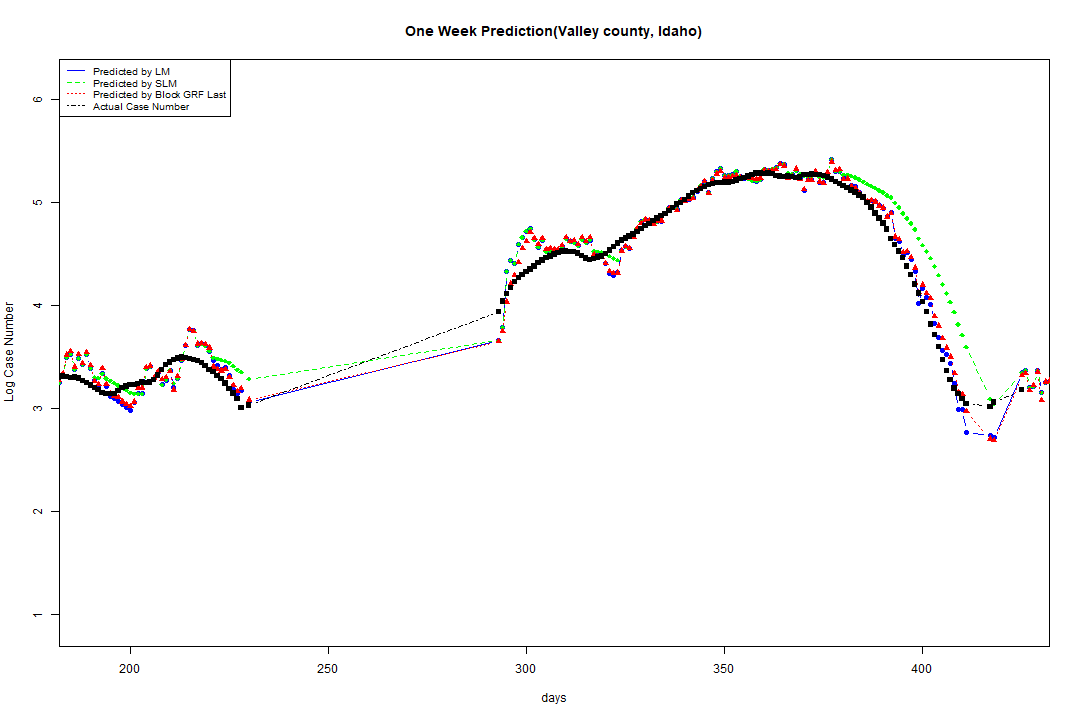 One Week Prediction(Valley county, Idaho)
Predicted by LM
Predicted by SLM
Predicted by Block GRF Last
Actual Case Number
Log Case Number
6
5
4
3
2
1
200 250 300 350 400
days